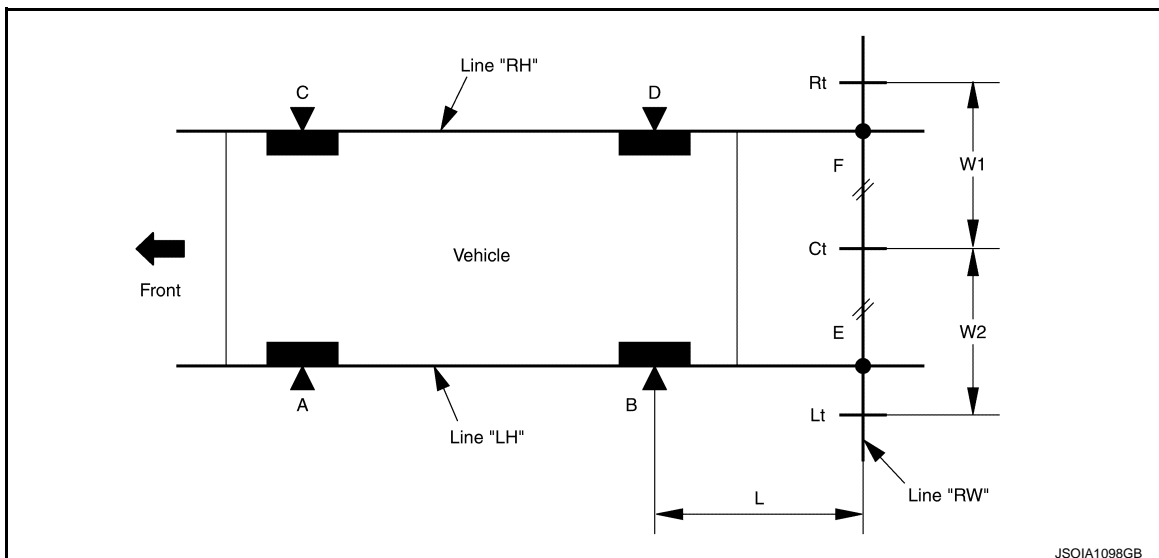 Line "RH"
Rt
C
D
F
W1
Vehicle
Ct
Front
E
W2
A
B
Lt
Line "LH"
L
Line "RW"
JSOIA1098GB